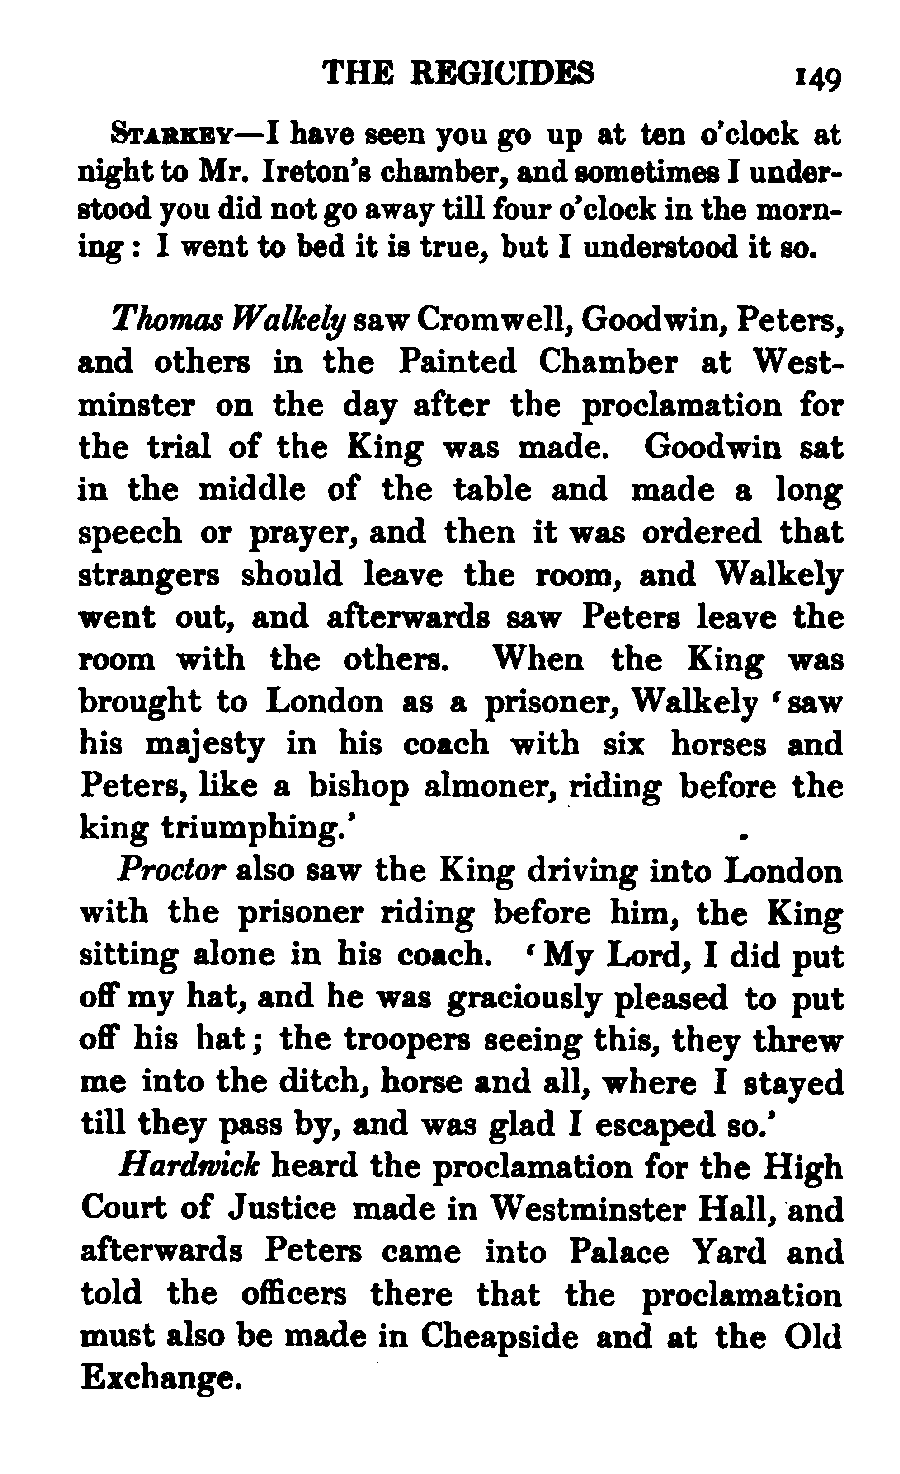 THE REGICIDES 149
STARKEY—I have seen you go up at ten o'clock at
night to Mr. Ireton's chamber, and sometimes I under-
stood you did not go away till four o'clock in the morn-
ing : I went to bed it is true, but I understood it so.
Thomas Walkely saw Cromwell, Goodwin, Peters,
and others in the Painted Chamber at West-
minster on the day after the proclamation for
the trial of the King was made. Goodwin sat
in the middle of the table and made a long
speech or prayer, and then it was ordered that
strangers should leave the room, and Walkely
went out, and afterwards saw Peters leave the
room with the others. When the King was
brought to London as a prisoner, Walkely ‘saw
his majesty in his coach with six horses and
Peters, like a bishop almoner, riding before the
king triumphing.’
Proctor also saw the King driving into London
with the prisoner riding before him, the King
sitting alone in his coach. ‘My Lord, I did put
off my hat, and he was graciously pleased to put
off his hat; the troopers seeing this, they threw
me into the ditch, horse and all, where I stayed
till they pass by, and was glad I escaped so.’
Hardwick heard the proclamation for the High
Court of Justice made in Westminster Hall, and
afterwards Peters came into Palace Yard and
told the officers there that the proclamation
must also be made in Cheapside and at the Old
Exchange.